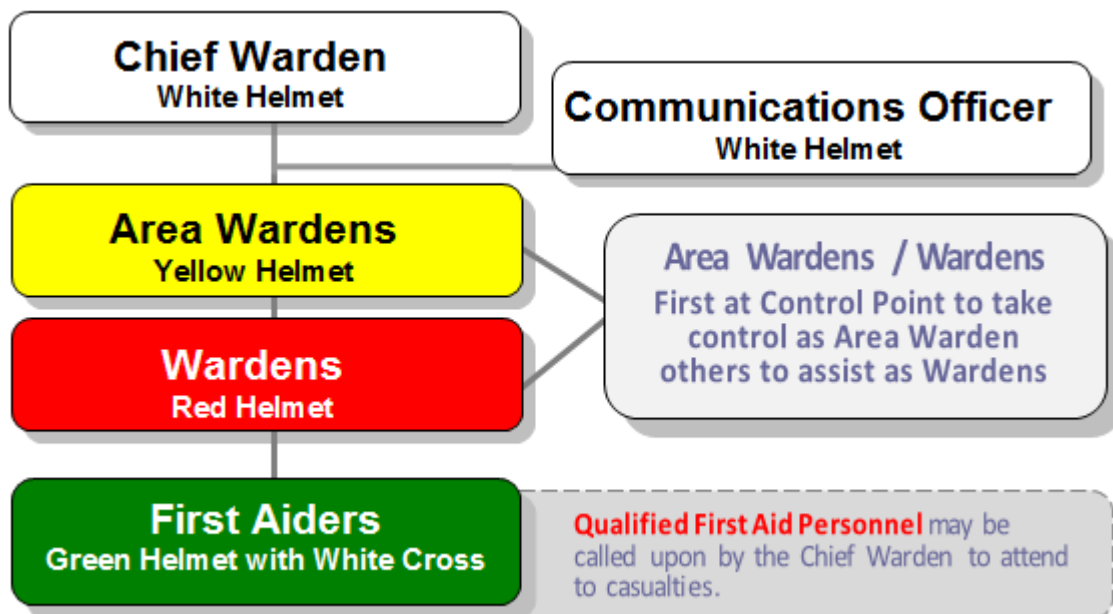 Chief Warden
White Helmet
Communications Officer
White Helmet
Area Wardens
Yellow Helmet
Area Wardens / Wardens
First at Control Point to take
control as Area Warden
others to assist as Wardens
Wardens
Red Helmet
First Aiders
Green Helmet with White Cross
Qualified First Aid Personnel may be
called upon by the Chief Warden to attend
to casualties.